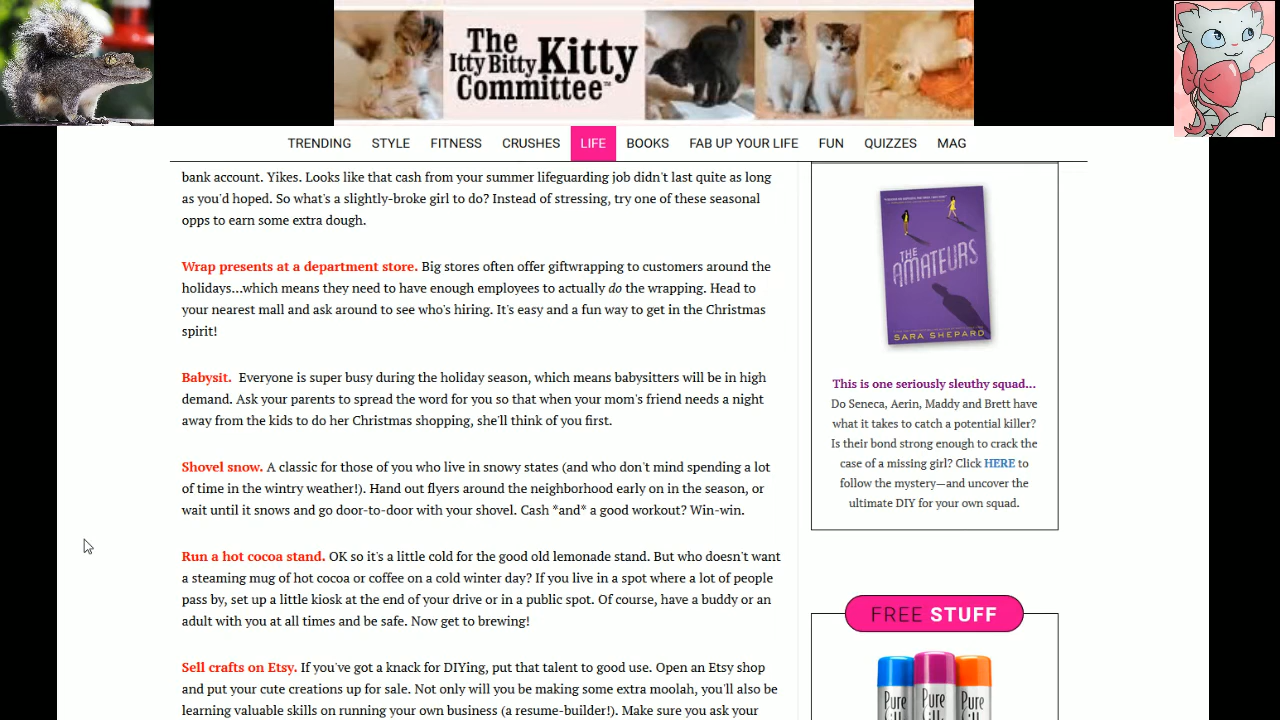 The
Itty Bitty Kitty
Committee™
TRENDING STYLE FITNESS CRUSHES LIFE BOOKS FAB UP YOUR LIFE FUN QUIZZES MAG
bank account. Yikes. Looks like that cash from your summer lifeguarding job didn't last quite as long
as you'd hoped. So what's a slightly-broke girl to do? Instead of stressing, try one of these seasonal
opps to earn some extra dough.
Wrap presents at a department store. Big stores often offer giftwrapping to customers around the
holidays...which means they need to have enough employees to actually do the wrapping. Head to
your nearest mall and ask around to see who's hiring. It's easy and a fun way to get in the Christmas
spirit!
Babysit. Everyone is super busy during the holiday season, which means babysitters will be in high
demand. Ask your parents to spread the word for you so that when your mom's friend needs a night
away from the kids to do her Christmas shopping, she'll think of you first.
Shovel snow. A classic for those of you who live in snowy states (and who don't mind spending a lot
of time in the wintry weather!). Hand out flyers around the neighborhood early on in the season, or
wait until it snows and go door-to-door with your shovel. Cash *and* a good workout? Win-win.
Run a hot cocoa stand. OK so it's a little cold for the good old lemonade stand. But who doesn't want
a steaming mug of hot cocoa or coffee on a cold winter day? If you live in a spot where a lot of people
pass by, set up a little kiosk at the end of your drive or in a public spot. Of course, have a buddy or an
adult with you at all times and be safe. Now get to brewing!
Sell crafts on Etsy. If you've got a knack for DIYing, put that talent to good use. Open an Etsy shop
and put your cute creations up for sale. Not only will you be making some extra moolah, you'll also be
learning valuable skills on running your own business (a resume-builder!). Make sure you ask your
THE
AMATEURS
SARA SHEPARD
This is one seriously sleuthy squad...
Do Seneca, Aerin, Maddy and Brett have
what it takes to catch a potential killer?
Is their bond strong enough to crack the
case of a missing girl? Click HERE to
follow the mystery—and uncover the
ultimate DIY for your own squad.
FREE STUFF
Pure Pure Pure